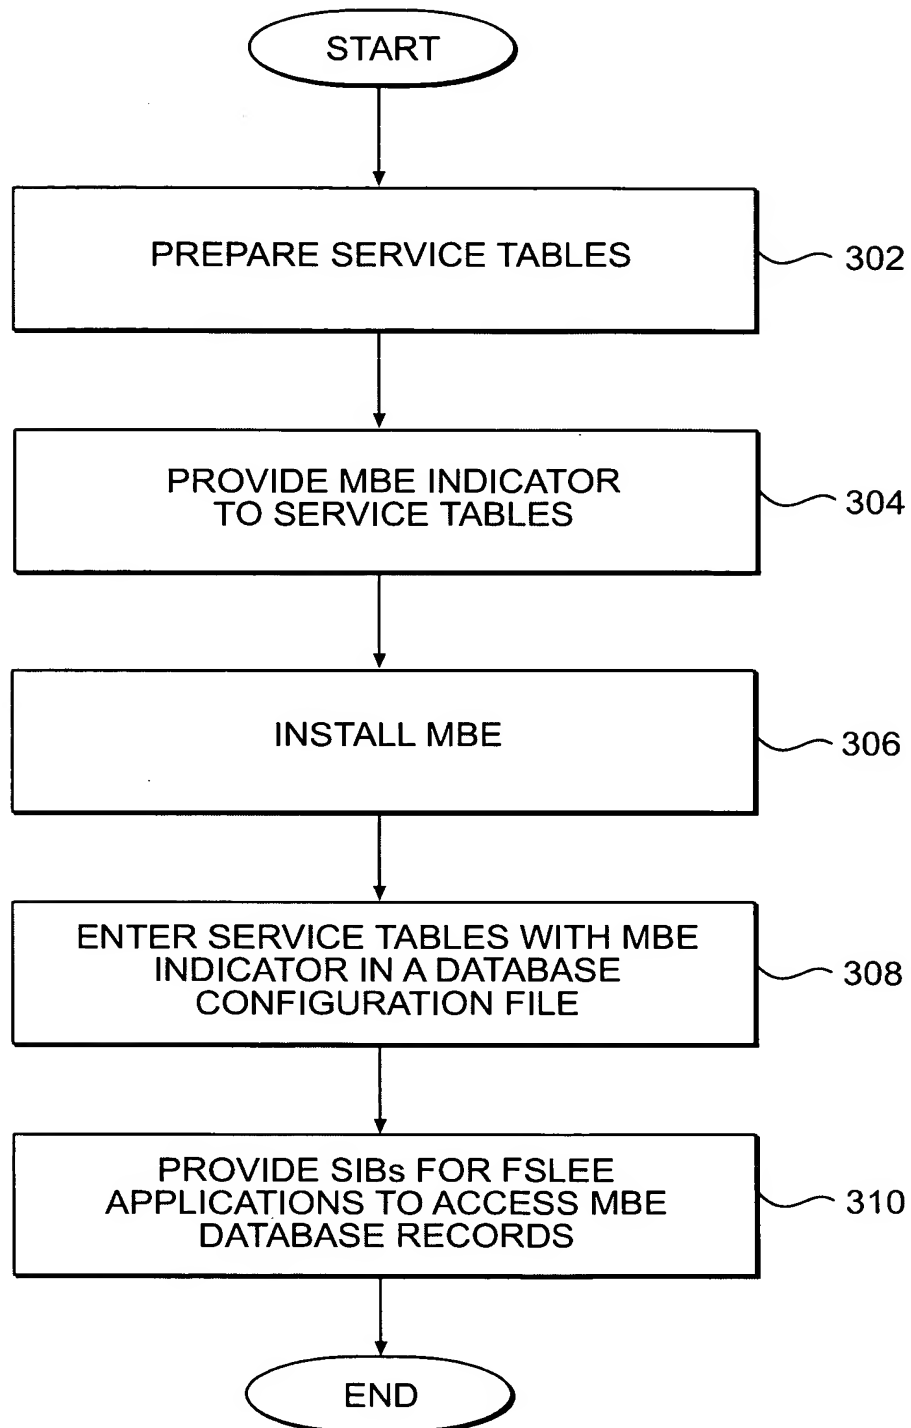 START
PREPARE SERVICE TABLES
302
PROVIDE MBE INDICATOR
TO SERVICE TABLES
304
INSTALL MBE
306
ENTER SERVICE TABLES WITH MBE
INDICATOR IN A DATABASE
CONFIGURATION FILE
308
PROVIDE SIBs FOR FSLEE
APPLICATIONS TO ACCESS MBE
DATABASE RECORDS
310
END